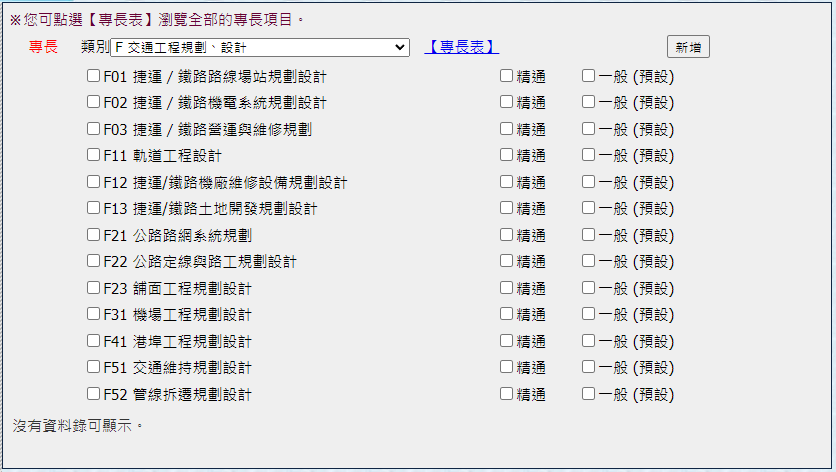 ※您可點選【專長表】瀏覽全部的專長項目。
專長 類別 F 交通工程規劃、設計 【專長表】 新增
F01 捷運／鐵路路線場站規劃設計 精通 一般 (預設)
F02 捷運／鐵路機電系統規劃設計 精通 一般 (預設)
F03 捷運／鐵路營運與維修規劃 精通 一般 (預設)
F11 軌道工程設計 精通 一般 (預設)
F12 捷運/鐵路機廠維修設備規劃設計 精通 一般 (預設)
F13 捷運/鐵路土地開發規劃設計 精通 一般 (預設)
F21 公路路網系統規劃 精通 一般 (預設)
F22 公路定線與路工規劃設計 精通 一般 (預設)
F23 舖面工程規劃設計 精通 一般 (預設)
F31 機場工程規劃設計 精通 一般 (預設)
F41 港埠工程規劃設計 精通 一般 (預設)
F51 交通維持規劃設計 精通 一般 (預設)
F52 管線拆遷規劃設計 精通 一般 (預設)
沒有資料錄可顯示。